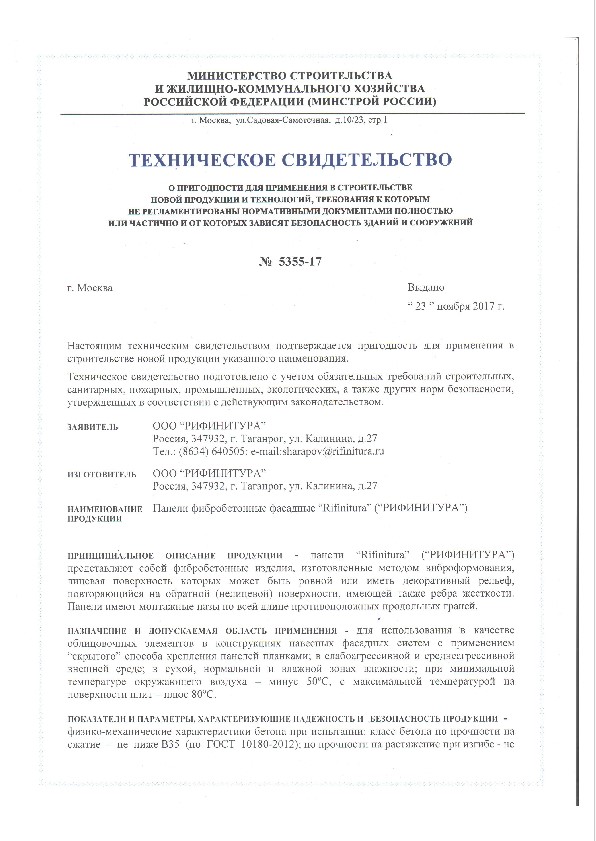 МИНИСТЕРСТВО СТРОИТЕЛЬСТВА
И ЖИЛИЩНО-КОММУНАЛЬНОГО ХОЗЯЙСТВА
РОССИЙСКОЙ ФЕДЕРАЦИИ (МИНСТРОЙ РОССИИ)
г. Москва, ул.Садовая-Самотечная, д.10/23, стр 1
ТЕХНИЧЕСКОЕ СВИДЕТЕЛЬСТВО
О ПРИГОДНОСТИ ДЛЯ ПРИМЕНЕНИЯ В СТРОИТЕЛЬСТВЕ
НОВОЙ ПРОДУКЦИИ И ТЕХНОЛОГИЙ, ТРЕБОВАНИЯ К КОТОРЫМ
НЕ РЕГЛАМЕНТИРОВАНЫ НОРМАТИВНЫМИ ДОКУМЕНТАМИ ПОЛНОСТЬЮ
ИЛИ ЧАСТИЧНО И ОТ КОТОРЫХ ЗАВИСЯТ БЕЗОПАСНОСТЬ ЗДАНИЙ И СООРУЖЕНИЙ
№ 5355-17
г. Москва Выдано
“ 23 ” ноября 2017 г.
Настоящим техническим свидетельством подтверждается пригодность для применения в
строительстве новой продукции указанного наименования.
Техническое свидетельство подготовлено с учетом обязательных требований строительных,
санитарных, пожарных, промышленных, экологических, а также других норм безопасности,
утвержденных в соответствии с действующим законодательством.
ЗАЯВИТЕЛЬ ООО “РИФИНИТУРА”
Россия, 347932, г. Таганрог, ул. Калинина, д.27
Тел.: (8634) 640505; e-mail:sharapov@rifinitura.ru
ИЗГОТОВИТЕЛЬ ООО “РИФИНИТУРА”
Россия, 347932, г. Таганрог, ул. Калинина, д.27
НАИМЕНОВАНИЕ Панели фибробетонные фасадные “Rifinitura” (“РИФИНИТУРА”)
ПРОДУКЦИИ
ПРИНЦИПИАЛЬНОЕ ОПИСАНИЕ ПРОДУКЦИИ - панели “Rifinitura” (“РИФИНИТУРА”)
представляют собой фибробетонные изделия, изготовленные методом виброформования,
лицевая поверхность которых может быть ровной или иметь декоративный рельеф,
повторяющийся на обратной (нелицевой) поверхности, имеющей также ребра жесткости.
Панели имеют монтажные пазы по всей длине противоположных продольных граней.
НАЗНАЧЕНИЕ И ДОПУСКАЕМАЯ ОБЛАСТЬ ПРИМЕНЕНИЯ - для использования в качестве
облицовочных элементов в конструкциях навесных фасадных систем с применением
“скрытого” способа крепления панелей планками; в слабоагрессивной и среднеагрессивной
внешней среде; в сухой, нормальной и влажной зонах влажности; при минимальной
температуре окружающего воздуха – минус 50ºС, с максимальной температурой на
поверхности плит – плюс 80ºС.
ПОКАЗАТЕЛИ И ПАРАМЕТРЫ, ХАРАКТЕРИЗУЮЩИЕ НАДЕЖНОСТЬ И БЕЗОПАСНОСТЬ ПРОДУКЦИИ -
физико-механические характеристики бетона при испытании: класс бетона по прочности на
сжатие - не ниже В35 (по ГОСТ 10180-2012); по прочности на растяжение при изгибе - не